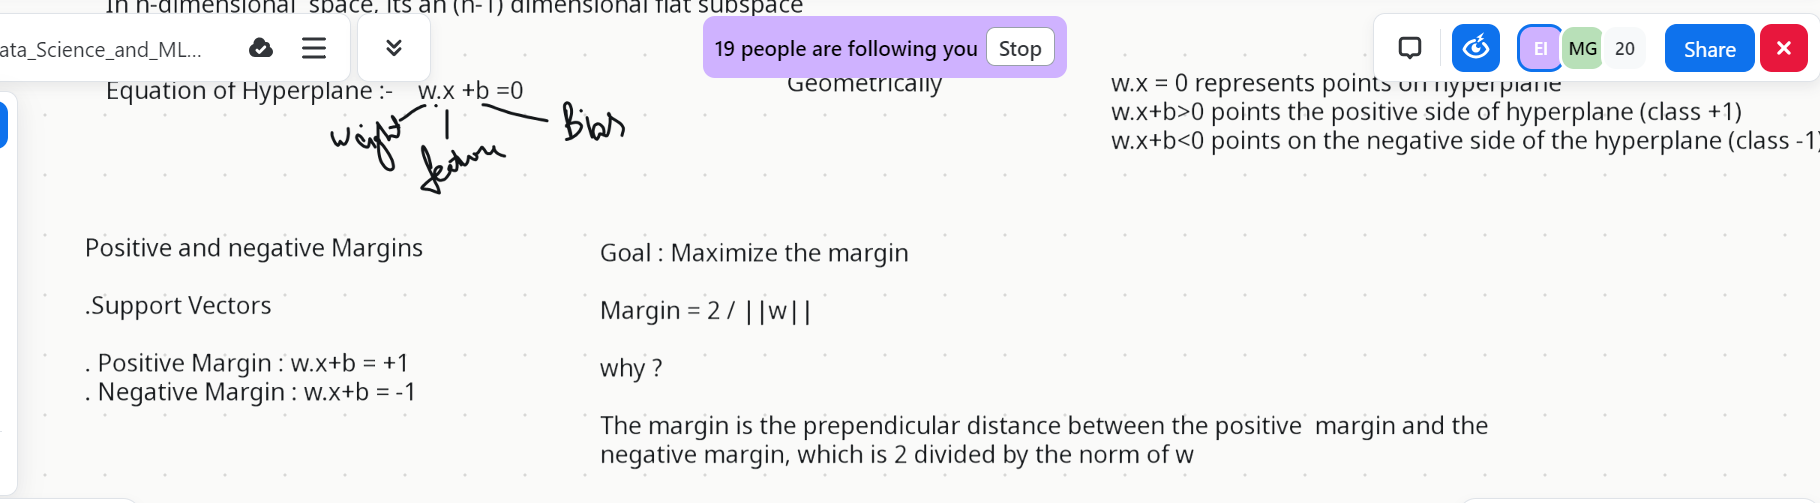 In n-dimensional space, its an (n-1) dimensional flat subspace
ata_Science_and_ML...
19 people are following you Stop
EI MG 20 Share
Equation of Hyperplane :- w.x +b =0
Weight
feature
Bias
Geometrically
w.x = 0 represents points on hyperplane
w.x+b>0 points the positive side of hyperplane (class +1)
w.x+b<0 points on the negative side of the hyperplane (class -1)
Positive and negative Margins
.Support Vectors
. Positive Margin : w.x+b = +1
. Negative Margin : w.x+b = -1
Goal : Maximize the margin
Margin = 2 / ||w||
why ?
The margin is the prependicular distance between the positive margin and the
negative margin, which is 2 divided by the norm of w